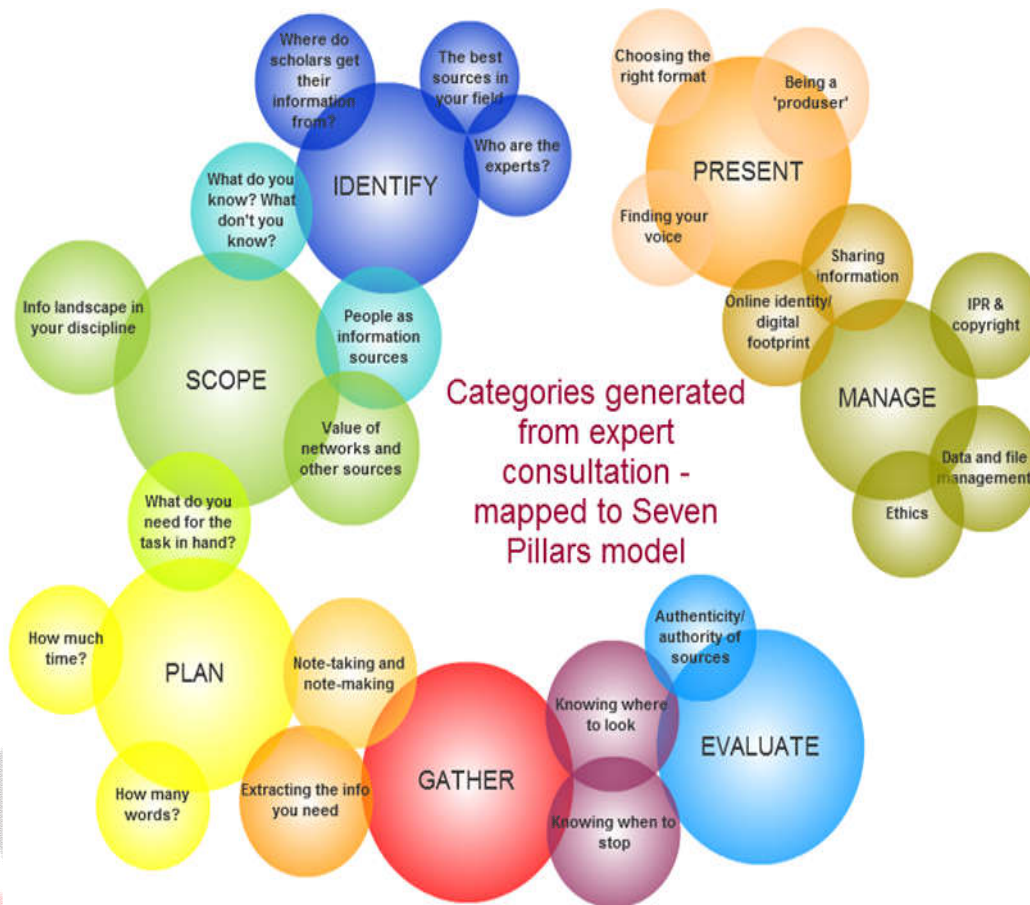 Where do
scholars get
their
information
from?
The best
sources in
your field
Who are the
experts?
IDENTIFY
What do you
know? What
don't you
know?
Info landscape in
your discipline
People as
information
sources
SCOPE
Value of
networks and
other sources
What do you
need for the
task in hand?
How much
time?
PLAN
Note-taking and
note-making
How many
words?
Extracting the info
you need
GATHER
Knowing where
to look
Knowing when to
stop
Authenticity/
authority of
sources
EVALUATE
Categories generated
from expert
consultation -
mapped to Seven
Pillars model
Choosing the
right format
Being a
'produser'
PRESENT
Finding your
voice
Sharing
information
Online identity/
digital
footprint
IPR &
copyright
MANAGE
Data and file
management
Ethics